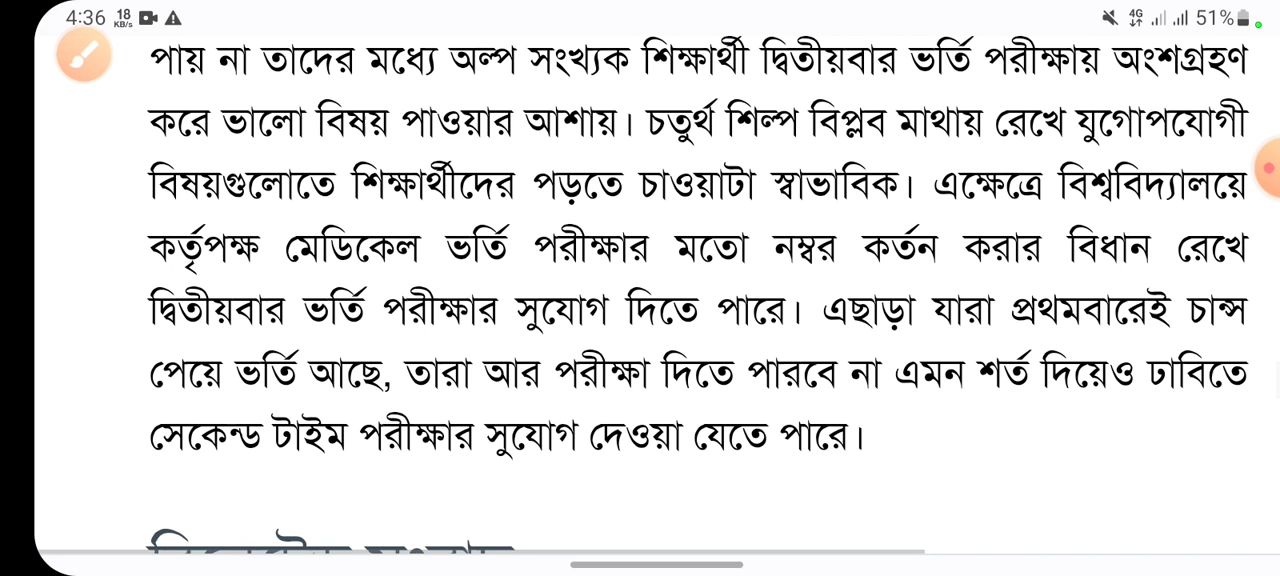 4:36 18 KB/s 4G 51%
পায় না তাদের মধ্যে অল্প সংখ্যক শিক্ষার্থী দ্বিতীয়বার ভর্তি পরীক্ষায় অংশগ্রহণ
করে ভালো বিষয় পাওয়ার আশায়। চতুর্থ শিল্প বিপ্লব মাথায় রেখে যুগোপযোগী
বিষয়গুলোতে শিক্ষার্থীদের পড়তে চাওয়াটা স্বাভাবিক। এক্ষেত্রে বিশ্ববিদ্যালয়ে
কর্তৃপক্ষ মেডিকেল ভর্তি পরীক্ষার মতো নম্বর কর্তন করার বিধান রেখে
দ্বিতীয়বার ভর্তি পরীক্ষার সুযোগ দিতে পারে। এছাড়া যারা প্রথমবারেই চান্স
পেয়ে ভর্তি আছে, তারা আর পরীক্ষা দিতে পারবে না এমন শর্ত দিয়েও ঢাবিতে
সেকেন্ড টাইম পরীক্ষার সুযোগ দেওয়া যেতে পারে।